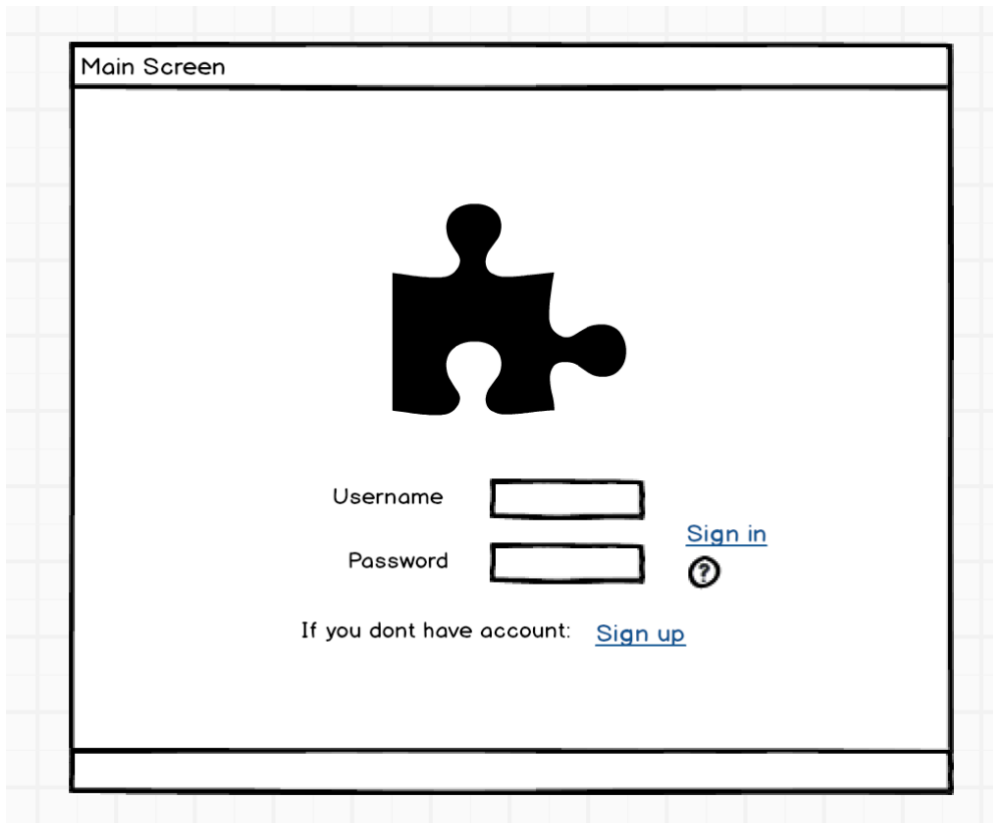 Main Screen
Username
Sign in
Password
?
If you dont have account: Sign up